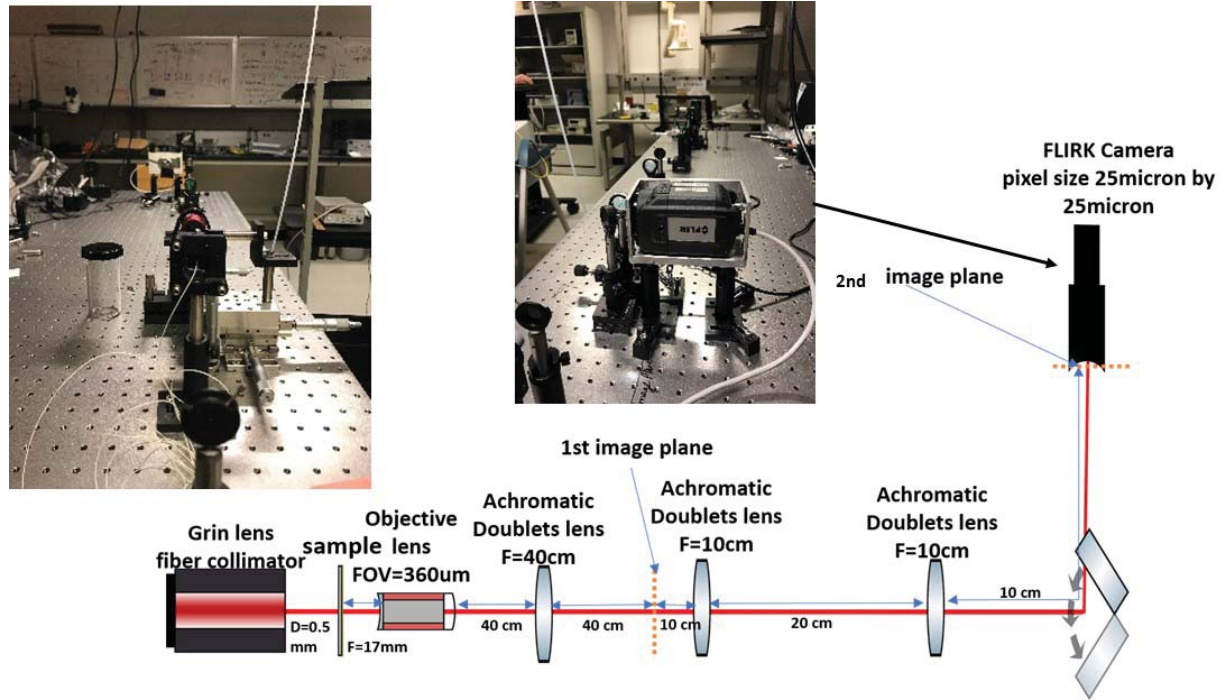 FLIRK Camera
pixel size 25micron by
25micron
2nd image plane
FLIR
1st image plane
Achromatic
Doublets lens
F=40cm
Achromatic
Doublets lens
F=10cm
Achromatic
Doublets lens
F=10cm
Grin lens
fiber collimator
sample
Objective
lens
FOV=360um
D=0.5
mm
F=17mm
40 cm
40 cm
10 cm
20 cm
10 cm